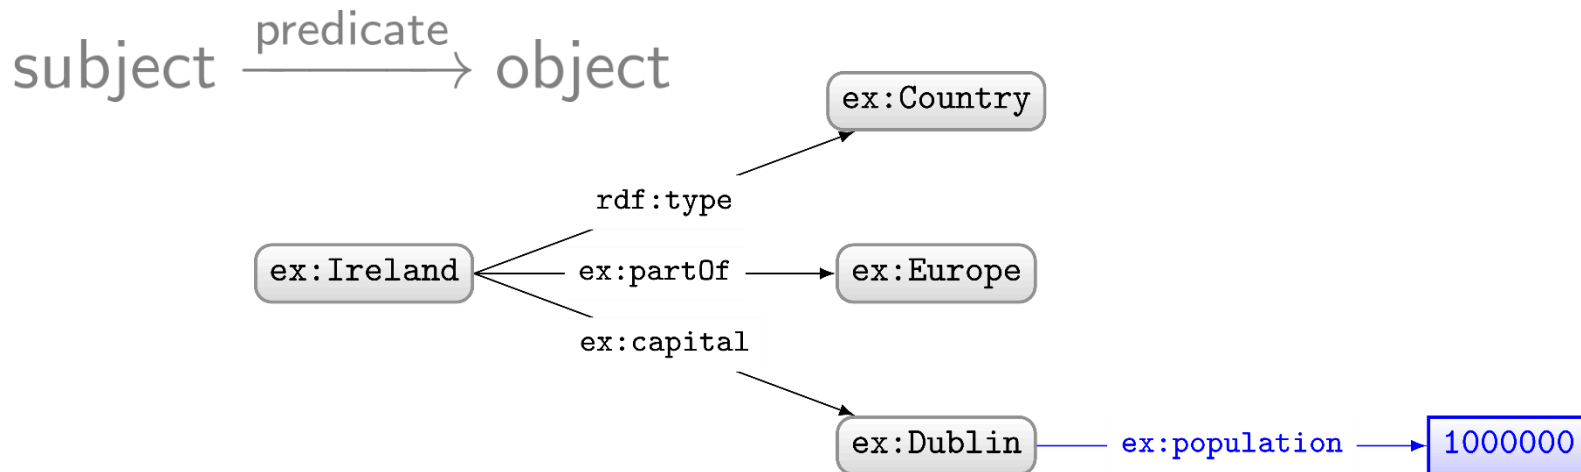 predicate
subject object
ex:Country
rdf:type
ex:Ireland ex:partOf ex:Europe
ex:capital
ex:Dublin ex:population 1000000